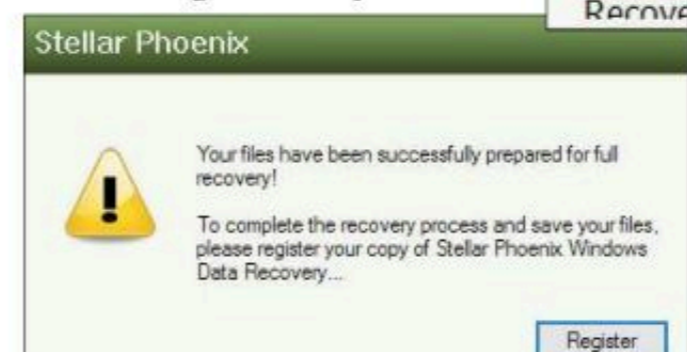 Recove
Stellar Phoenix
Your files have been successfully prepared for full
recovery!
To complete the recovery process and save your files,
please register your copy of Stellar Phoenix Windows
Data Recovery...
Register